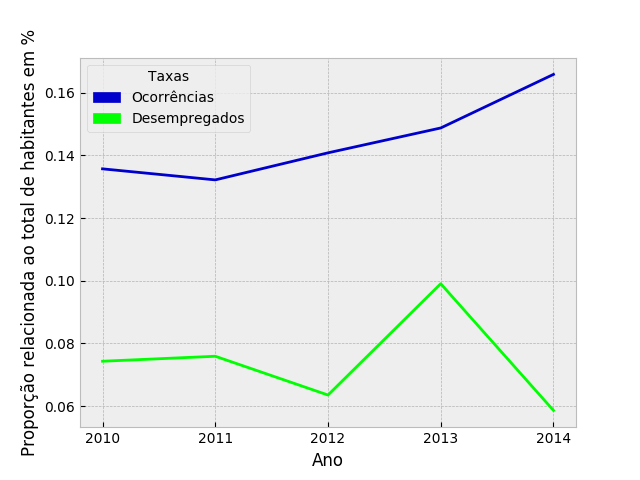 Proporção relacionada ao total de habitantes em %
Taxas
Ocorrências
Desempregados
0.16
0.14
0.12
0.10
0.08
0.06
2010 2011 2012 2013 2014
Ano